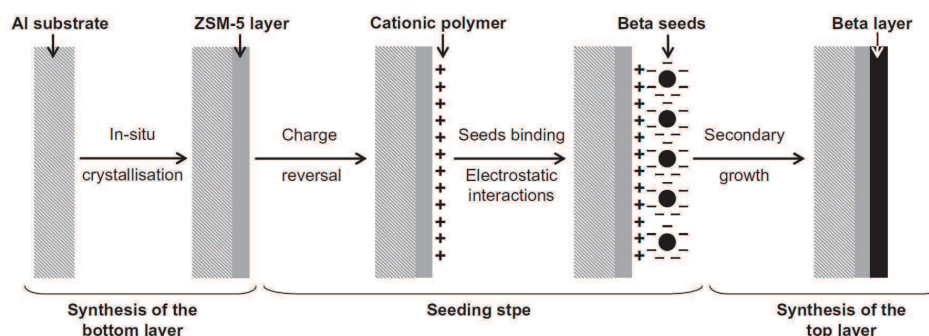 Al substrate
ZSM-5 layer
Cationic polymer
Beta seeds
Beta layer
In-situ
crystallisation
Charge
reversal
Seeds binding
Electrostatic
interactions
Secondary
growth
Synthesis of the
bottom layer
Seeding stpe
Synthesis of the
top layer